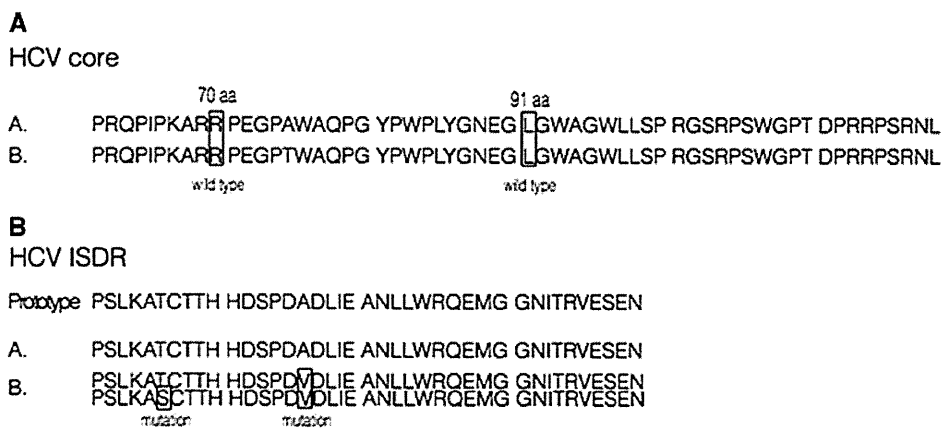 A
HCV core
70 aa 91 aa
A. PRQPIPKARR PEGPAWAQPG YPWPLYGNEG LGWAGWLLSP RGSRPSWGPT DPRRPSRNL
B. PRQPIPKARR PEGPTWAQPG YPWPLYGNEG LGWAGWLLSP RGSRPSWGPT DPRRPSRNL
wild type wild type
B
HCV ISDR
Prototype PSLKATCTTH HDSPDADLIE ANLLWRQEMG GNITRVESEN
A. PSLKATCTTH HDSPDADLIE ANLLWRQEMG GNITRVESEN
B. PSLKATCTTH HDSPDVDLIE ANLLWRQEMG GNITRVESEN
PSLKASCTTH HDSPDVDLIE ANLLWRQEMG GNITRVESEN
mutation mutation